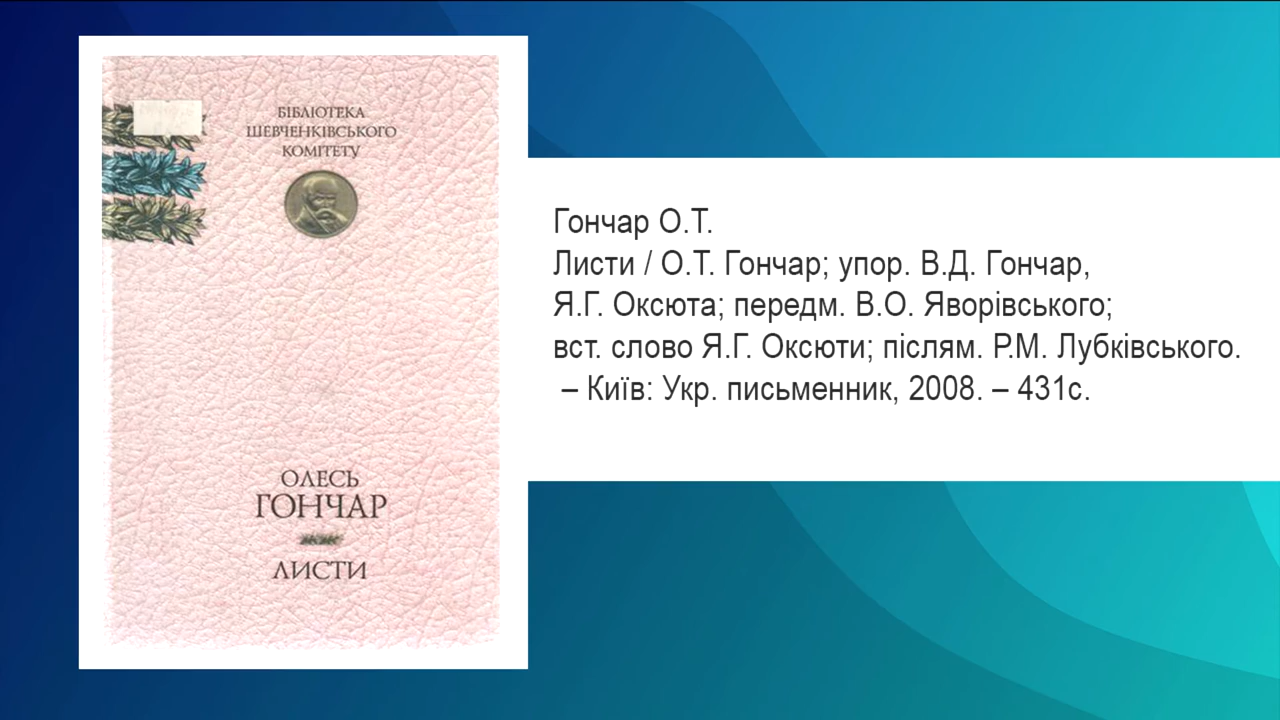 БІБЛІОТЕКА
ШЕВЧЕНКІВСЬКОГО
КОМІТЕТУ
ОЛЕСЬ
ГОНЧАР
ЛИСТИ
Гончар О.Т.
Листи / О.Т. Гончар; упор. В.Д. Гончар,
Я.Г. Оксюта; передм. В.О. Яворівського;
вст. слово Я.Г. Оксюти; післям. Р.М. Лубківського.
– Київ: Укр. письменник, 2008. – 431с.